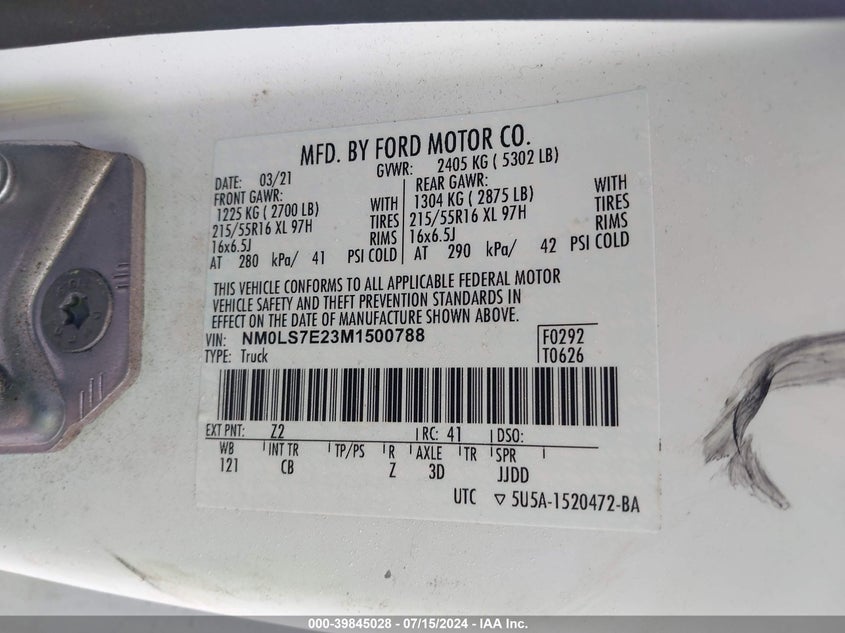 MFD. BY FORD MOTOR CO.
DATE: 03/21 GVWR: 2405 KG ( 5302 LB)
FRONT GAWR: WITH REAR GAWR: WITH
1225 KG ( 2700 LB) TIRES 1304 KG ( 2875 LB) TIRES
215/55R16 XL 97H RIMS 215/55R16 XL 97H RIMS
16x6.5J 16x6.5J
AT 280 kPa/ 41 PSI COLD AT 290 kPa/ 42 PSI COLD
THIS VEHICLE CONFORMS TO ALL APPLICABLE FEDERAL MOTOR
VEHICLE SAFETY AND THEFT PREVENTION STANDARDS IN
EFFECT ON THE DATE OF MANUFACTURE SHOWN ABOVE.
VIN: NM0LS7E23M1500788 F0292
TYPE: Truck T0626
EXT PNT: Z2 RC: 41 DSO:
WB INT TR TP/PS R AXLE TR SPR
121 CB Z 3D JJDD
UTC ▽ 5U5A-1520472-BA
000-39845028 - 07/15/2024 - IAA Inc.